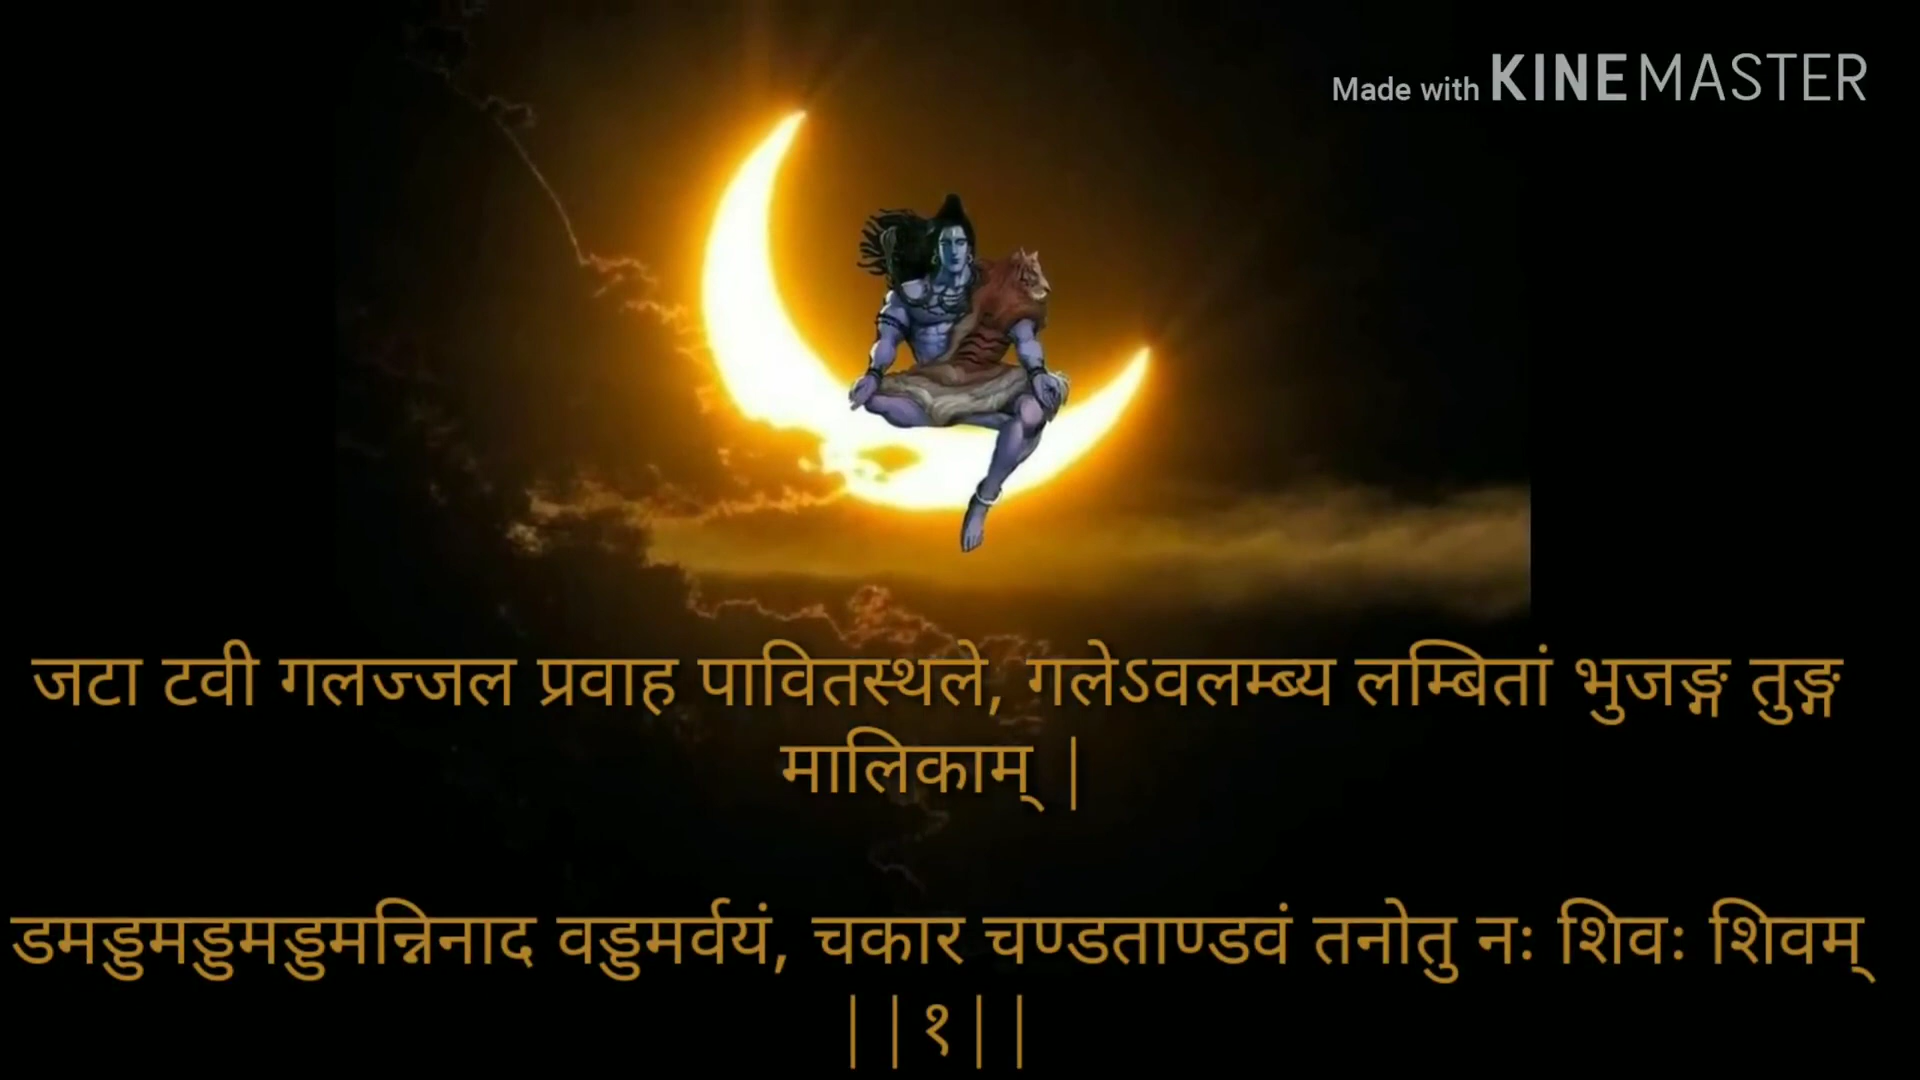 Made with KINEMASTER
जटा टवी गलज्जल प्रवाह पावितस्थले, गलेऽवलम्ब्य लम्बितां भुजङ्ग तुङ्ग
मालिकाम् |
डमड्डमड्डमड्डमन्निनाद वड्डमर्वयं, चकार चण्डताण्डवं तनोतु नः शिवः शिवम्
||१||